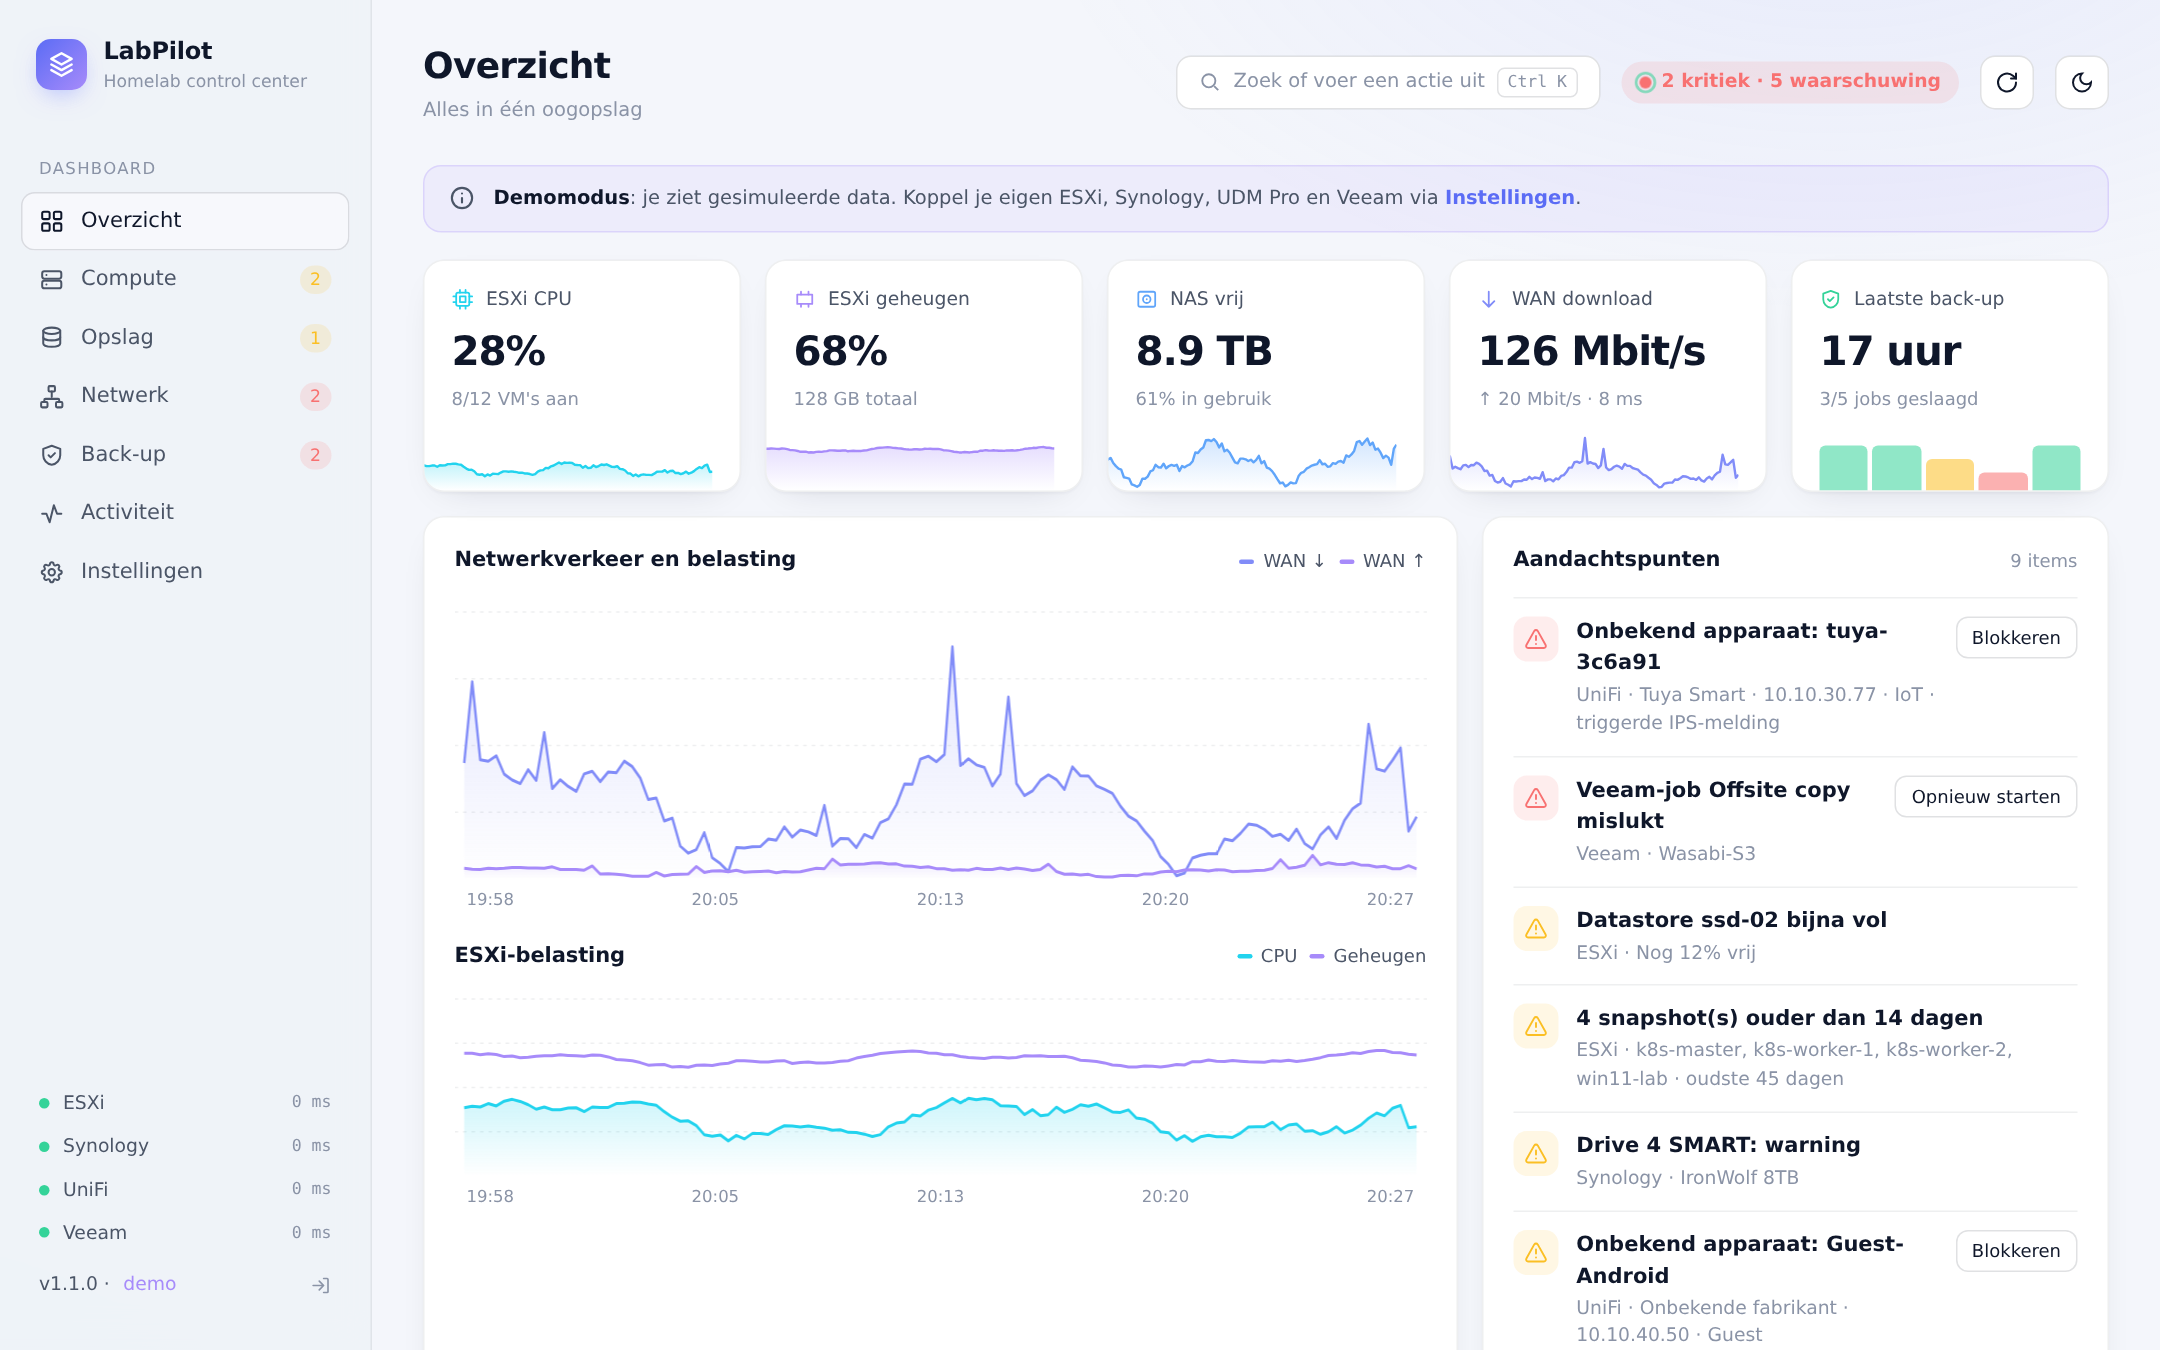 LabPilot
Homelab control center
DASHBOARD
Overzicht
Compute 2
Opslag 1
Netwerk 2
Back-up 2
Activiteit
Instellingen
ESXi 0 ms
Synology 0 ms
UniFi 0 ms
Veeam 0 ms
v1.1.0 · demo
Overzicht
Alles in één oogopslag
Zoek of voer een actie uit Ctrl K
2 kritiek · 5 waarschuwing
Demomodus: je ziet gesimuleerde data. Koppel je eigen ESXi, Synology, UDM Pro en Veeam via Instellingen.
ESXi CPU
28%
8/12 VM's aan
ESXi geheugen
68%
128 GB totaal
NAS vrij
8.9 TB
61% in gebruik
WAN download
126 Mbit/s
↑ 20 Mbit/s · 8 ms
Laatste back-up
17 uur
3/5 jobs geslaagd
Netwerkverkeer en belasting
WAN ↓ WAN ↑
19:58 20:05 20:13 20:20 20:27
ESXi-belasting
CPU Geheugen
19:58 20:05 20:13 20:20 20:27
Aandachtspunten 9 items
Onbekend apparaat: tuya-
3c6a91
Blokkeren
UniFi · Tuya Smart · 10.10.30.77 · IoT ·
triggerde IPS-melding
Veeam-job Offsite copy
mislukt
Opnieuw starten
Veeam · Wasabi-S3
Datastore ssd-02 bijna vol
ESXi · Nog 12% vrij
4 snapshot(s) ouder dan 14 dagen
ESXi · k8s-master, k8s-worker-1, k8s-worker-2,
win11-lab · oudste 45 dagen
Drive 4 SMART: warning
Synology · IronWolf 8TB
Onbekend apparaat: Guest-
Android
Blokkeren
UniFi · Onbekende fabrikant ·
10.10.40.50 · Guest